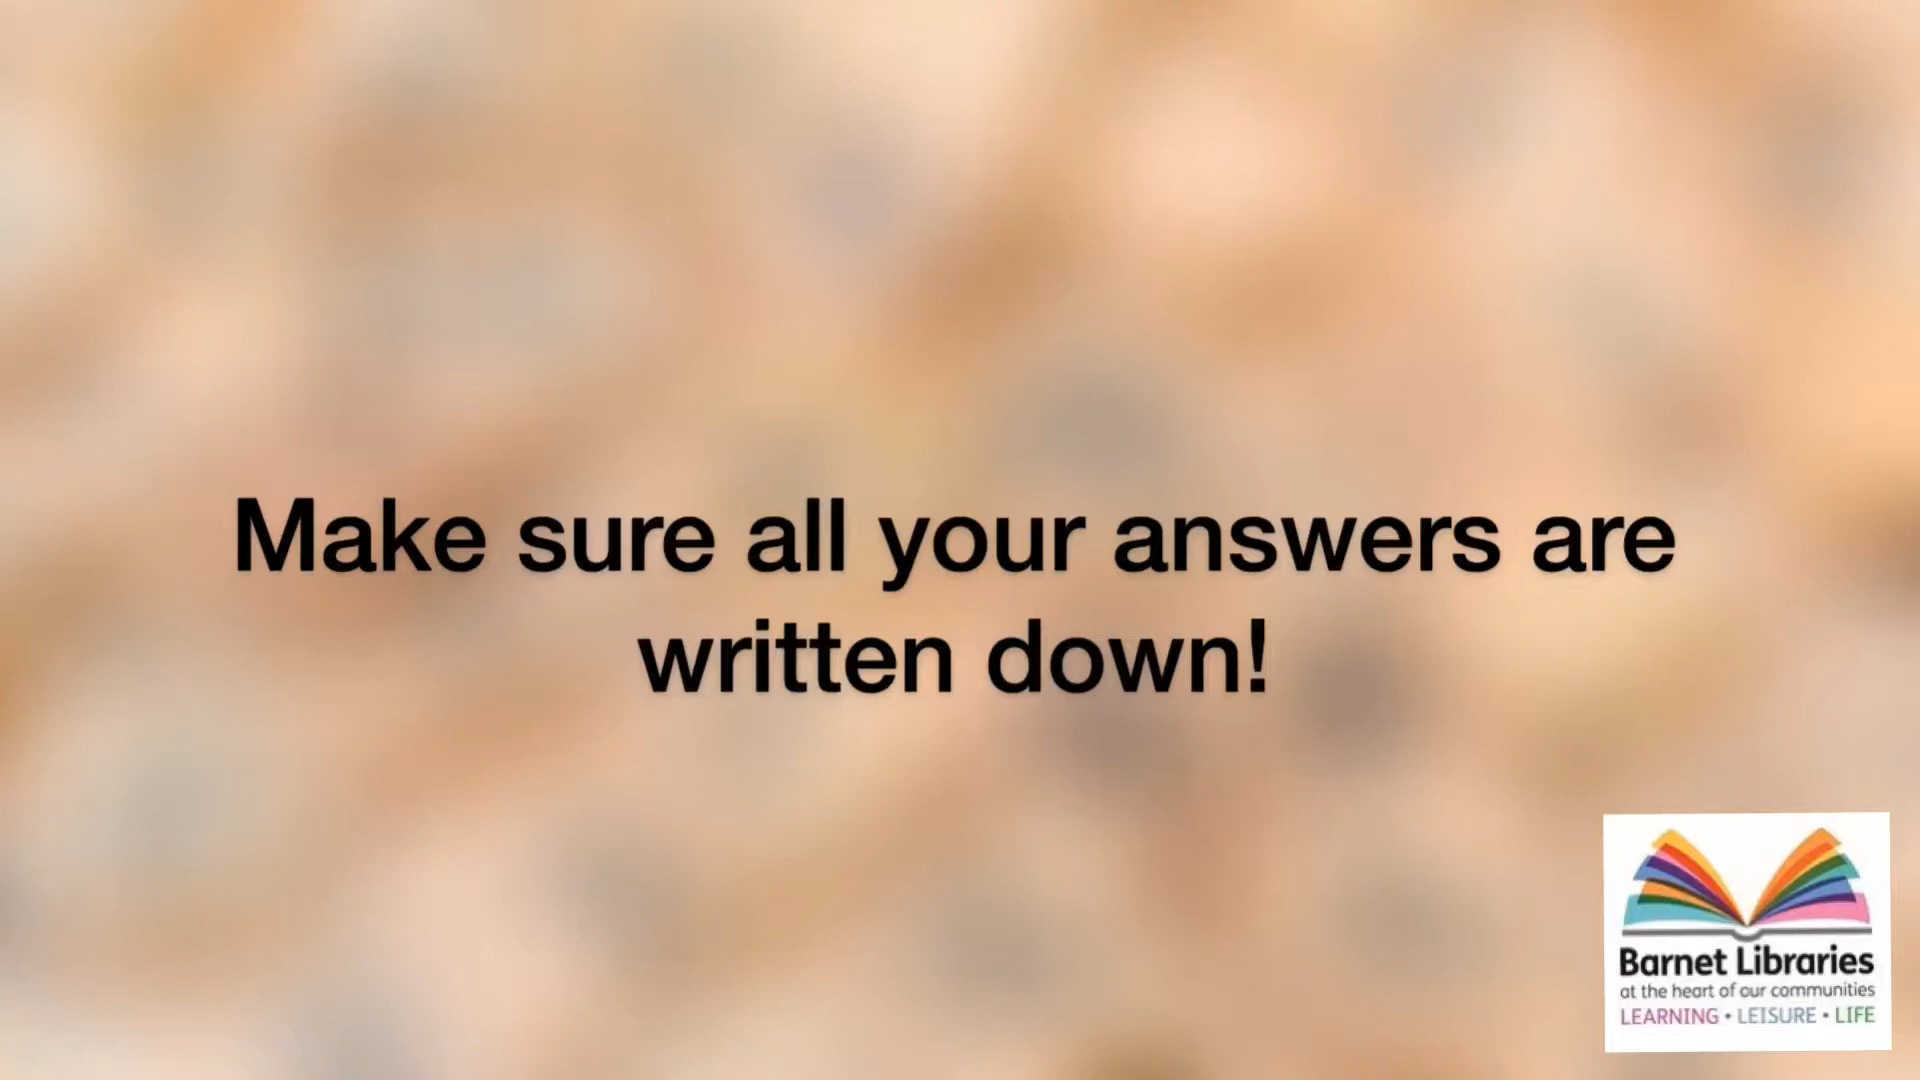 Make sure all your answers are
written down!
Barnet Libraries
at the heart of our communities
LEARNING • LEISURE • LIFE